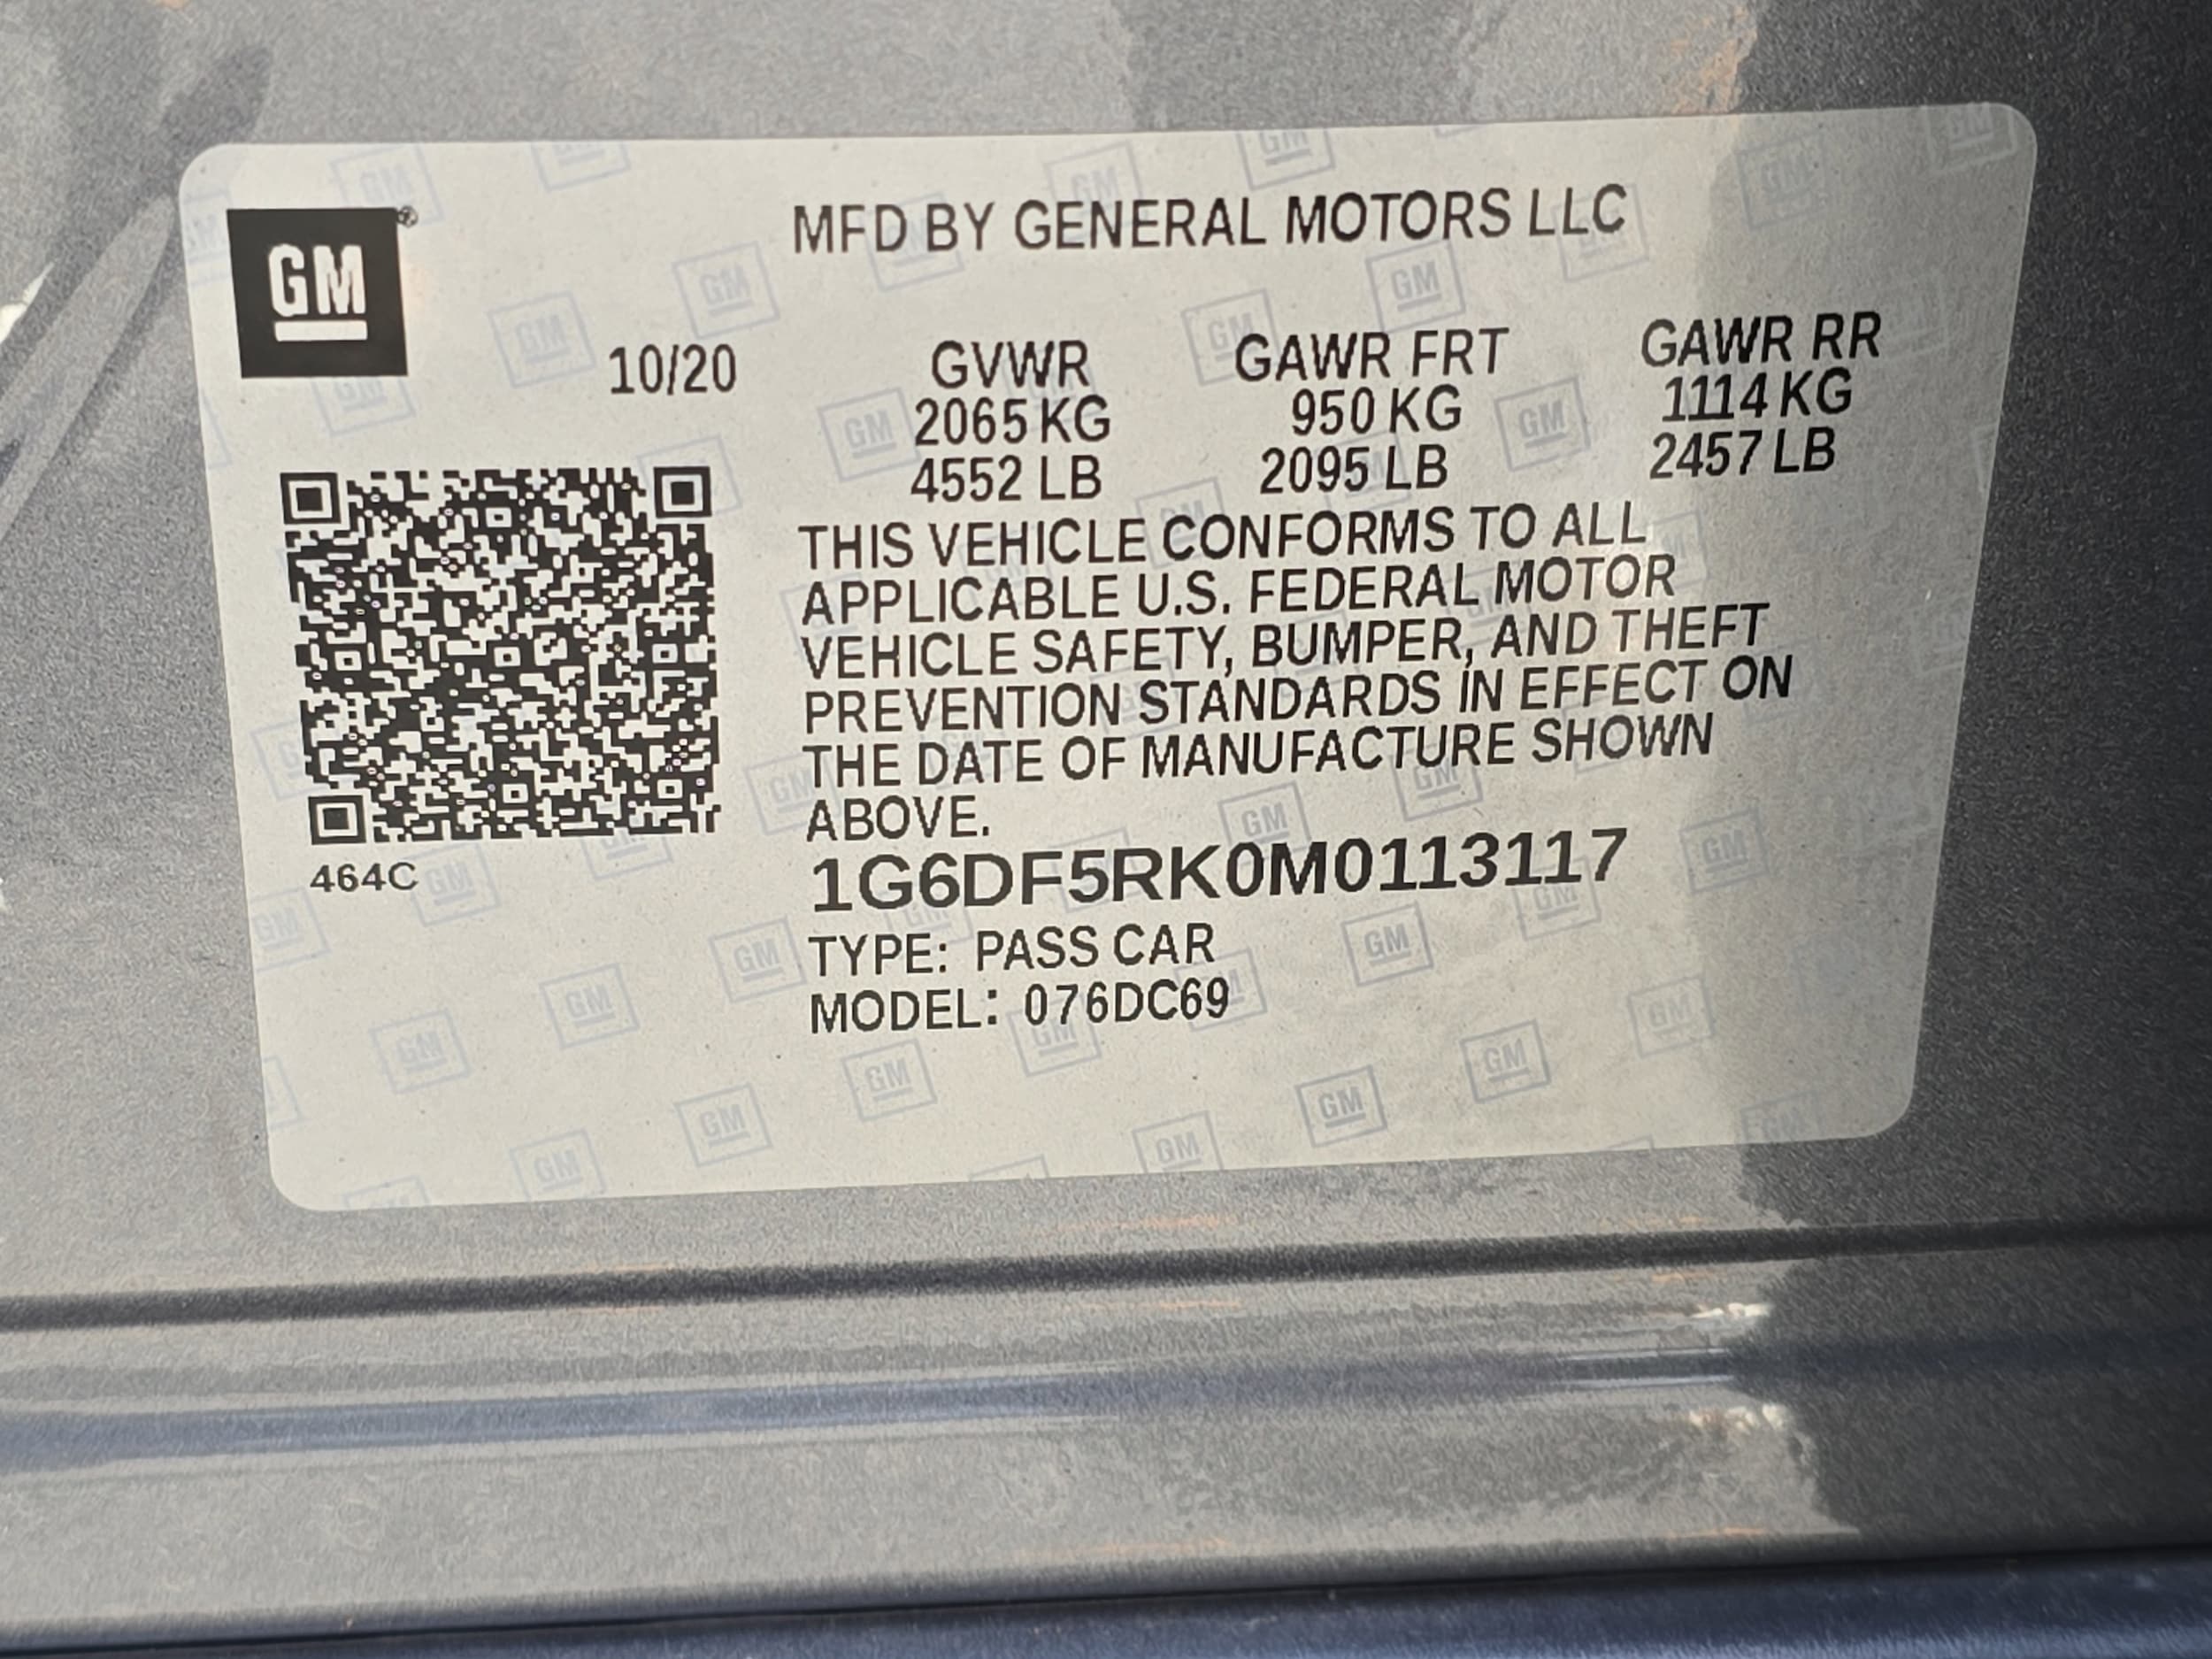 GM ®
MFD BY GENERAL MOTORS LLC
10/20 GVWR GAWR FRT GAWR RR
2065 KG 950 KG 1114 KG
4552 LB 2095 LB 2457 LB
THIS VEHICLE CONFORMS TO ALL
APPLICABLE U.S. FEDERAL MOTOR
VEHICLE SAFETY, BUMPER, AND THEFT
PREVENTION STANDARDS IN EFFECT ON
THE DATE OF MANUFACTURE SHOWN
ABOVE.
464C
1G6DF5RK0M0113117
TYPE: PASS CAR
MODEL: 076DC69